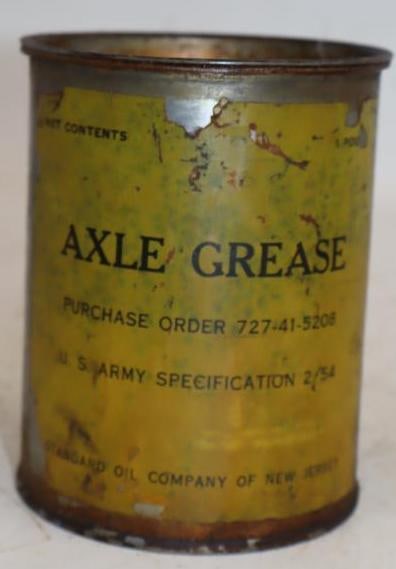 NET CONTENTS
AXLE GREASE
PURCHASE ORDER 727-41-5208
U. S. ARMY SPECIFICATION 2/54
STANDARD OIL COMPANY OF NEW JERSEY